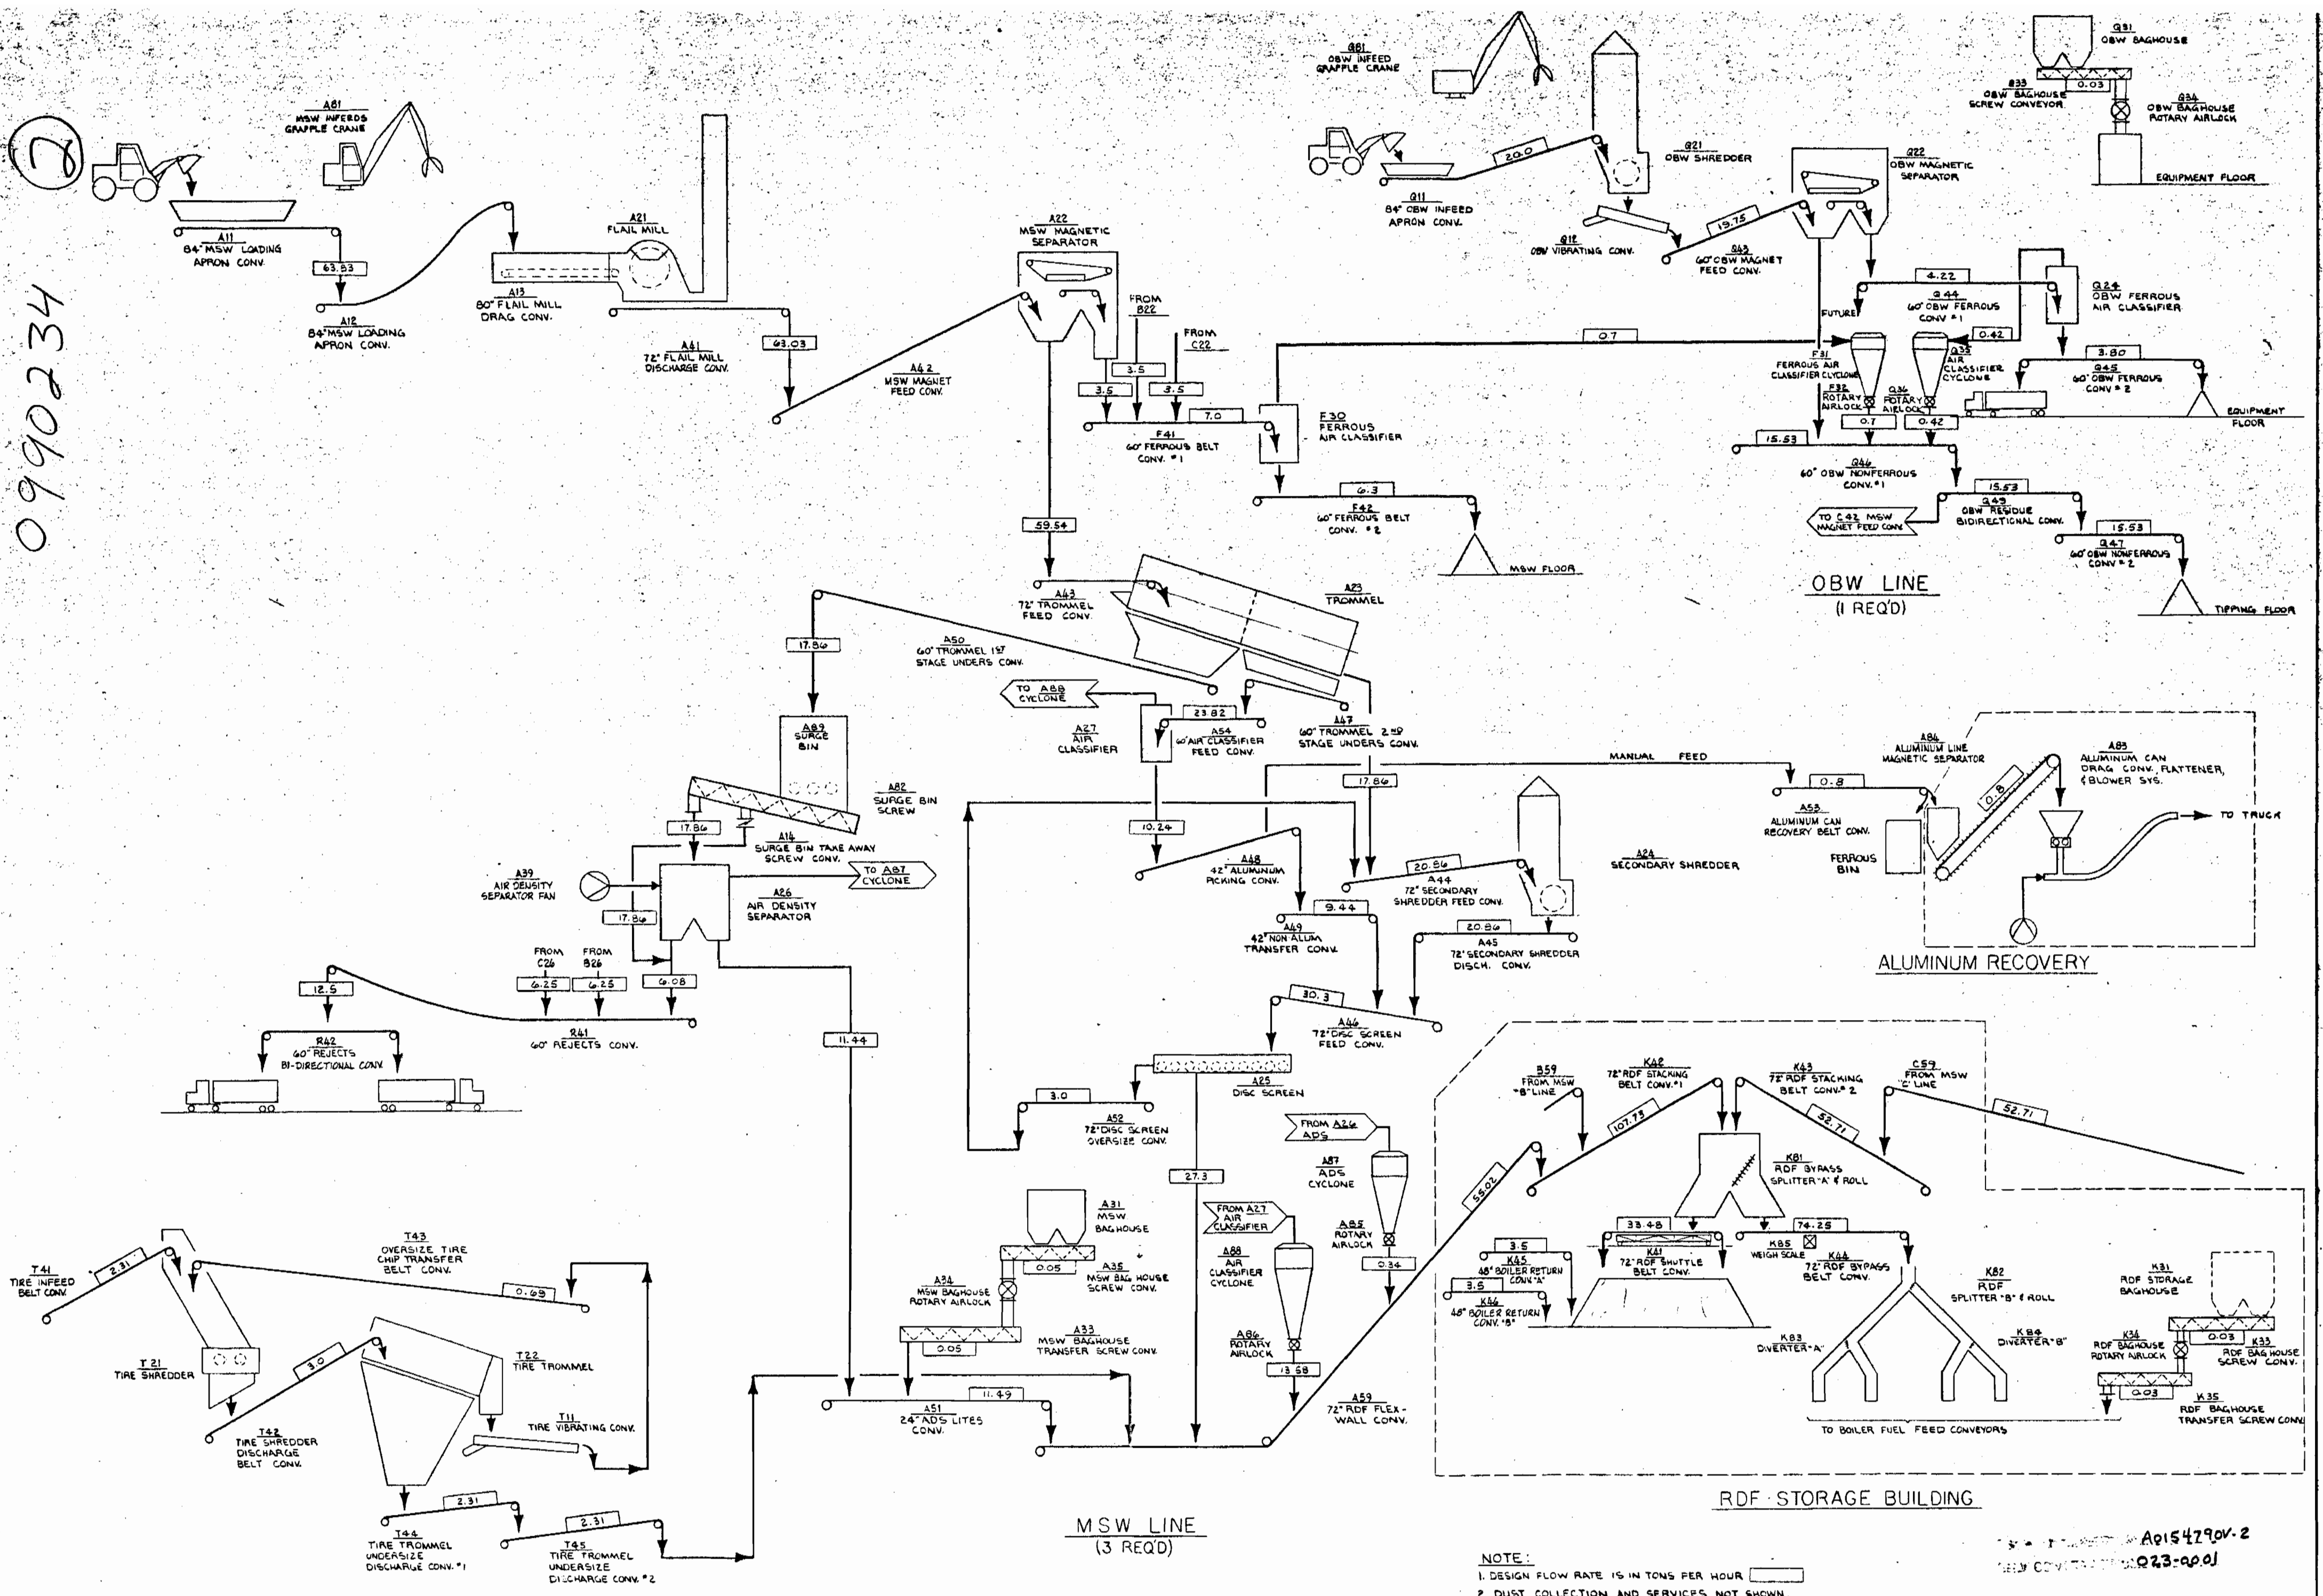 2
0990234
A81
MSW INFEEDS
GRAPPLE CRANE
A11
84" MSW LOADING
APRON CONV.
63.83
A12
84" MSW LOADING
APRON CONV.
A21
FLAIL MILL
A13
80" FLAIL MILL
DRAG CONV.
A41
72" FLAIL MILL
DISCHARGE CONV.
63.03
A42
MSW MAGNET
FEED CONV.
A22
MSW MAGNETIC
SEPARATOR
FROM
B22
FROM
C22
3.5
3.5
3.5
7.0
F41
60" FERROUS BELT
CONV. #1
F30
FERROUS
AIR CLASSIFIER
0.7
6.3
F42
60" FERROUS BELT
CONV. #2
MSW FLOOR
59.54
Q81
OBW INFEED
GRAPPLE CRANE
20.0
Q11
84" OBW INFEED
APRON CONV.
Q21
OBW SHREDDER
Q12
OBW VIBRATING CONV.
19.75
Q43
60" OBW MAGNET
FEED CONV.
Q22
OBW MAGNETIC
SEPARATOR
Q31
OBW BAGHOUSE
Q33
OBW BAGHOUSE
SCREW CONVEYOR
0.03
Q34
OBW BAGHOUSE
ROTARY AIRLOCK
EQUIPMENT FLOOR
4.22
Q44
60" OBW FERROUS
CONV #1
FUTURE
Q24
OBW FERROUS
AIR CLASSIFIER
0.42
F31
FERROUS AIR
CLASSIFIER CYCLONE
Q35
AIR
CLASSIFIER
CYCLONE
F32
ROTARY
AIRLOCK
Q36
ROTARY
AIRLOCK
3.80
Q45
60" OBW FERROUS
CONV #2
EQUIPMENT
FLOOR
0.7
0.42
15.53
Q46
60" OBW NONFERROUS
CONV. #1
15.53
Q49
OBW RESIDUE
BIDIRECTIONAL CONV.
TO C42 MSW
MAGNET FEED CONV
15.53
Q47
60" OBW NONFERROUS
CONV #2
TIPPING FLOOR
OBW LINE
(1 REQ'D)
A43
72" TROMMEL
FEED CONV.
A23
TROMMEL
17.86
A50
60" TROMMEL 1ST
STAGE UNDERS CONV.
TO A88
CYCLONE
A27
AIR
CLASSIFIER
23.82
A54
60" AIR CLASSIFIER
FEED CONV.
A47
60" TROMMEL 2ND
STAGE UNDERS CONV.
17.86
A89
SURGE
BIN
A82
SURGE BIN
SCREW
17.86
A14
SURGE BIN TAKE AWAY
SCREW CONV.
TO A87
CYCLONE
A39
AIR DENSITY
SEPARATOR FAN
17.86
A26
AIR DENSITY
SEPARATOR
FROM
C26
FROM
B26
6.25
6.25
6.08
12.5
R41
60" REJECTS CONV.
R42
60" REJECTS
BI-DIRECTIONAL CONV.
11.44
10.24
A48
42" ALUMINUM
PICKING CONV.
MANUAL FEED
20.86
A44
72" SECONDARY
SHREDDER FEED CONV.
A24
SECONDARY SHREDDER
9.44
A49
42" NON ALUM
TRANSFER CONV.
20.86
A45
72" SECONDARY SHREDDER
DISCH. CONV.
30.3
A46
72" DISC SCREEN
FEED CONV.
A25
DISC SCREEN
3.0
A52
72" DISC SCREEN
OVERSIZE CONV.
27.3
0.8
A53
ALUMINUM CAN
RECOVERY BELT CONV.
A84
ALUMINUM LINE
MAGNETIC SEPARATOR
A83
ALUMINUM CAN
DRAG CONV., FLATTENER,
& BLOWER SYS.
0.8
FERROUS
BIN
TO TRUCK
ALUMINUM RECOVERY
FROM A26
ADS
A87
ADS
CYCLONE
FROM A27
AIR
CLASSIFIER
A88
AIR
CLASSIFIER
CYCLONE
A85
ROTARY
AIRLOCK
0.34
A86
ROTARY
AIRLOCK
13.58
A31
MSW
BAGHOUSE
0.05
A35
MSW BAG HOUSE
SCREW CONV.
A34
MSW BAGHOUSE
ROTARY AIRLOCK
A33
MSW BAGHOUSE
TRANSFER SCREW CONV.
0.05
11.49
A51
24" ADS LITES
CONV.
55.02
A59
72" RDF FLEX-
WALL CONV.
MSW LINE
(3 REQ'D)
T41
TIRE INFEED
BELT CONV.
2.31
T43
OVERSIZE TIRE
CHIP TRANSFER
BELT CONV.
0.69
T21
TIRE SHREDDER
3.0
T42
TIRE SHREDDER
DISCHARGE
BELT CONV.
T22
TIRE TROMMEL
T11
TIRE VIBRATING CONV.
2.31
T44
TIRE TROMMEL
UNDERSIZE
DISCHARGE CONV. #1
2.31
T45
TIRE TROMMEL
UNDERSIZE
DISCHARGE CONV. #2
B59
FROM MSW
"B" LINE
K42
72" RDF STACKING
BELT CONV. #1
107.73
K43
72" RDF STACKING
BELT CONV. #2
52.71
C59
FROM MSW
"C" LINE
52.71
K81
RDF BYPASS
SPLITTER "A" & ROLL
33.48
K41
72" RDF SHUTTLE
BELT CONV.
74.25
K85
WEIGH SCALE
K44
72" RDF BYPASS
BELT CONV.
3.5
K45
48" BOILER RETURN
CONV. "A"
3.5
K46
48" BOILER RETURN
CONV. "B"
K82
RDF
SPLITTER "B" & ROLL
K83
DIVERTER "A"
K84
DIVERTER "B"
K31
RDF STORAGE
BAGHOUSE
0.03
K33
RDF BAG HOUSE
SCREW CONV.
K34
RDF BAGHOUSE
ROTARY AIRLOCK
0.03
K35
RDF BAGHOUSE
TRANSFER SCREW CONV.
TO BOILER FUEL FEED CONVEYORS
RDF STORAGE BUILDING
NOTE:
1. DESIGN FLOW RATE IS IN TONS PER HOUR
2. DUST COLLECTION AND SERVICES NOT SHOWN
A0154790V-2
023-0001